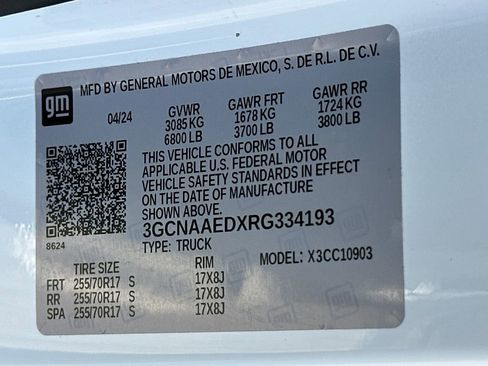 gm
MFD BY GENERAL MOTORS DE MEXICO, S. DE R.L. DE C.V.
04/24 GVWR GAWR FRT GAWR RR
3085 KG 1678 KG 1724 KG
6800 LB 3700 LB 3800 LB
THIS VEHICLE CONFORMS TO ALL
APPLICABLE U.S. FEDERAL MOTOR
VEHICLE SAFETY STANDARDS IN EFFECT
ON THE DATE OF MANUFACTURE
SHOWN ABOVE.
8624
3GCNAAEDXRG334193
TYPE: TRUCK MODEL: X3CC10903
TIRE SIZE RIM
FRT 255/70R17 S 17X8J
RR 255/70R17 S 17X8J
SPA 255/70R17 S 17X8J